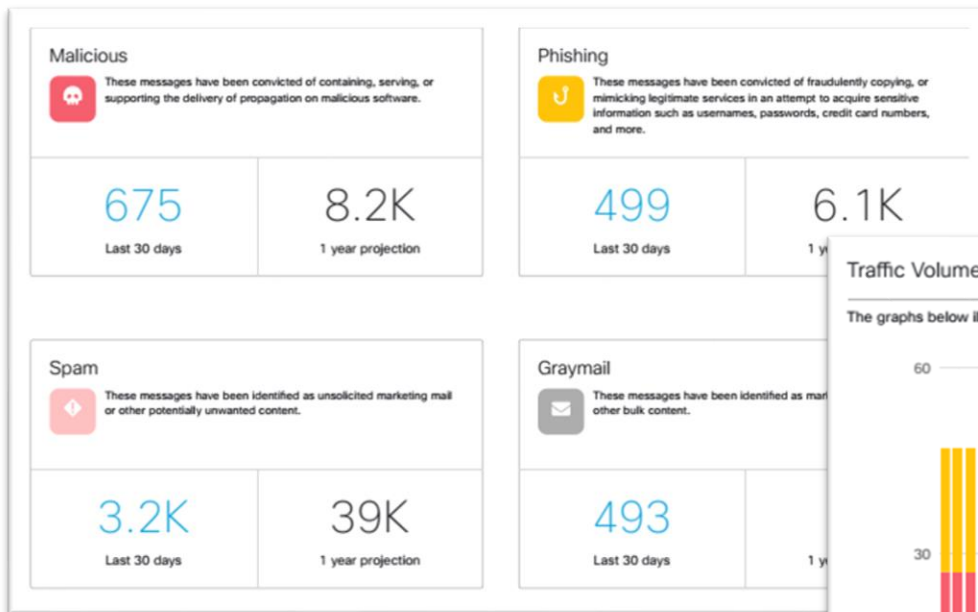 Malicious
These messages have been convicted of containing, serving, or
supporting the delivery of propagation on malicious software.
675
Last 30 days
8.2K
1 year projection
Phishing
These messages have been convicted of fraudulently copying, or
mimicking legitimate services in an attempt to acquire sensitive
information such as usernames, passwords, credit card numbers,
and more.
499
Last 30 days
6.1K
1
Spam
These messages have been identified as unsolicited marketing mail
or other potentially unwanted content.
3.2K
Last 30 days
39K
1 year projection
Graymail
These messages have been identified as
other bulk content.
493
Last 30 days
1
Traffic Volume
The graphs below
60
30